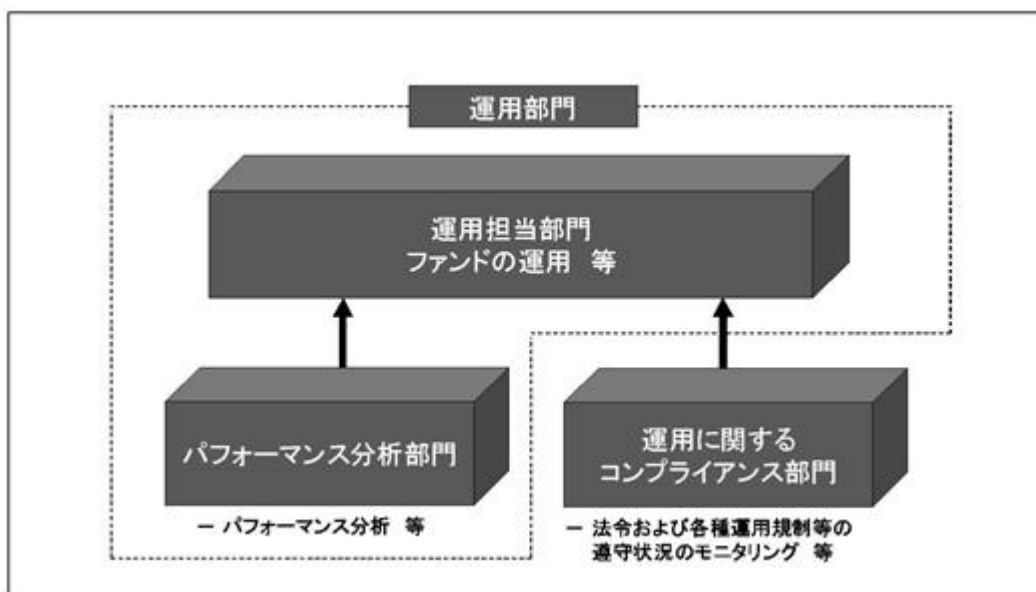 運用部門
運用担当部門
ファンドの運用 等
パフォーマンス分析部門
- パフォーマンス分析 等
運用に関する
コンプライアンス部門
- 法令および各種運用規制等の
遵守状況のモニタリング 等